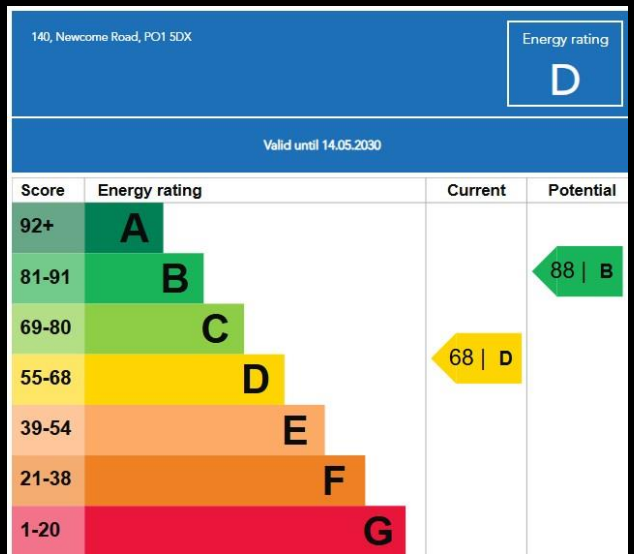 140, Newcome Road, PO1 5DX
Energy rating
D
Valid until 14.05.2030
Score Energy rating Current Potential
92+ A
81-91 B 88 | B
69-80 C
55-68 D 68 | D
39-54 E
21-38 F
1-20 G